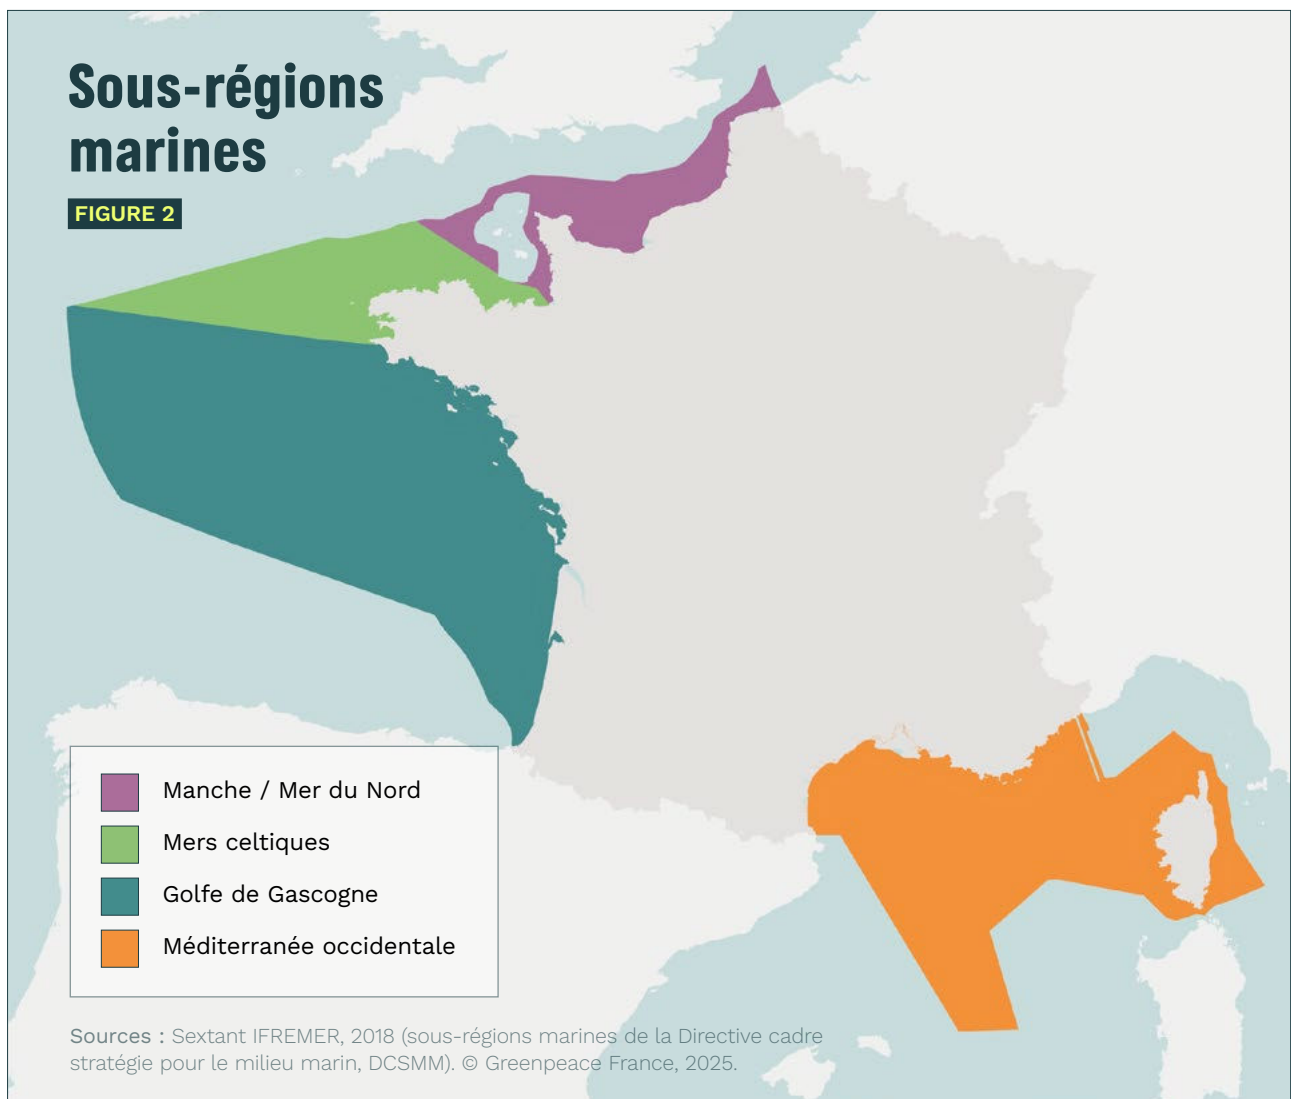 Sous-régions
marines
FIGURE 2
Manche / Mer du Nord
Mers celtiques
Golfe de Gascogne
Méditerranée occidentale
Sources : Sextant IFREMER, 2018 (sous-régions marines de la Directive cadre
stratégie pour le milieu marin, DCSMM). © Greenpeace France, 2025.